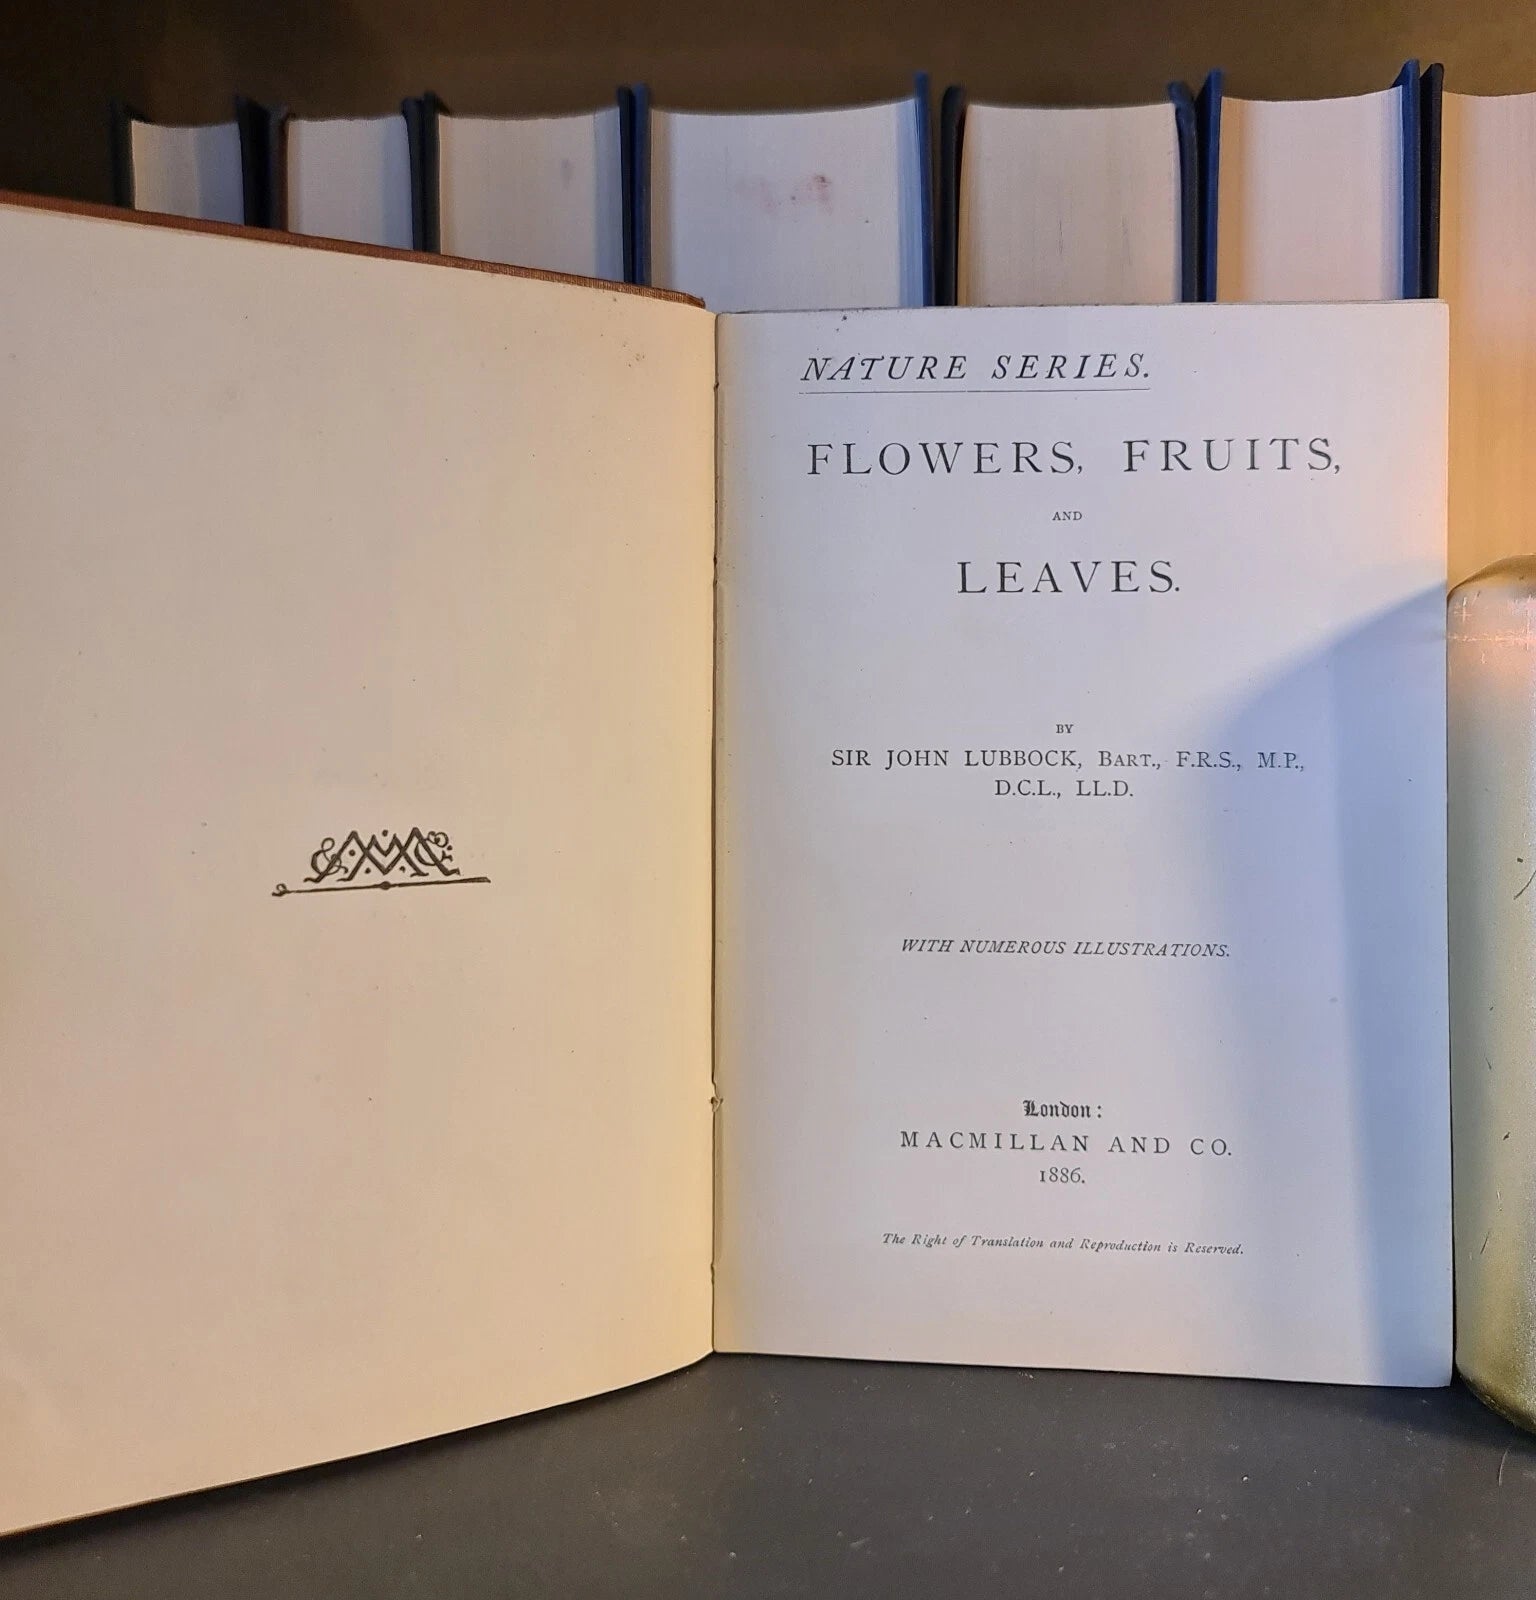 NATURE SERIES.
FLOWERS, FRUITS,
AND
LEAVES.
BY
SIR JOHN LUBBOCK, BART., F.R.S., M.P.,
D.C.L., LL.D.
WITH NUMEROUS ILLUSTRATIONS.
London:
MACMILLAN AND CO.
1886.
The Right of Translation and Reproduction is Reserved.